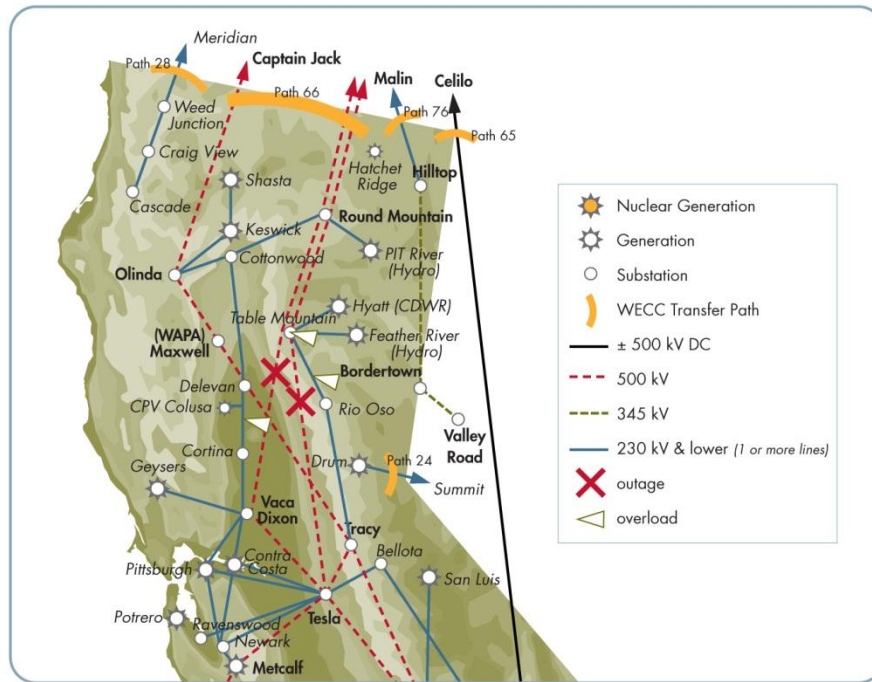 Meridian
Path 28
Captain Jack
Path 66
Malin
Celilo
Path 76
Path 65
Weed
Junction
Craig View
Cascade
Shasta
Hatchet
Ridge
Hilltop
Keswick
Round Mountain
Cottonwood
PIT River
(Hydro)
Olinda
Hyatt (CDWR)
Table Mountain
Feather River
(Hydro)
(WAPA)
Maxwell
Bordertown
Delevan
CPV Colusa
Rio Oso
Valley
Road
Cortina
Geysers
Drum
Path 24
Summit
Vaca
Dixon
Tracy
Bellota
Contra
Costa
Pittsburgh
San Luis
Tesla
Potrero
Ravenswood
Newark
Metcalf
Nuclear Generation
Generation
Substation
WECC Transfer Path
± 500 kV DC
500 kV
345 kV
230 kV & lower (1 or more lines)
outage
overload